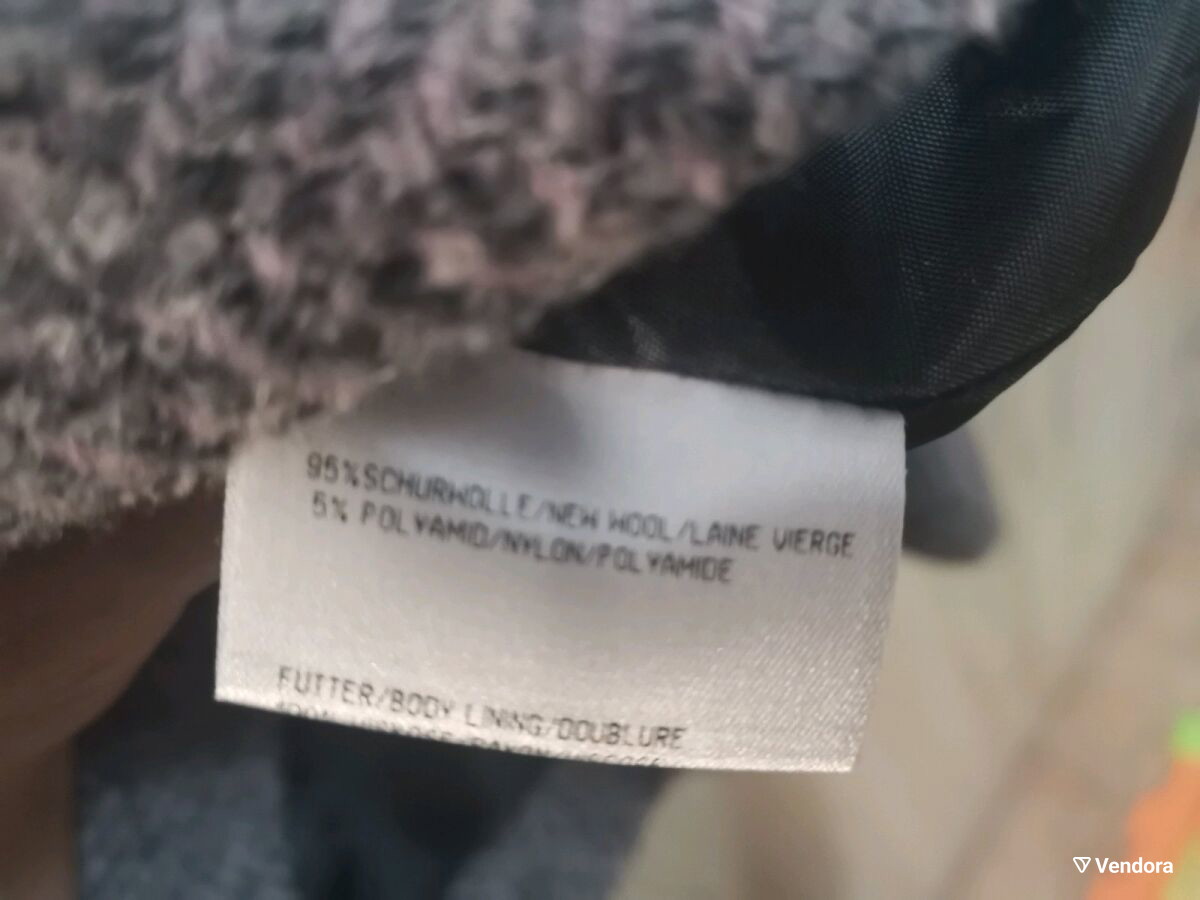 95%SCHURWOLLE/NEW WOOL/LAINE VIERGE
5% POLYAMID/NYLON/POLYAMIDE
FUTTER/BODY LINING/DOUBLURE
Vendora